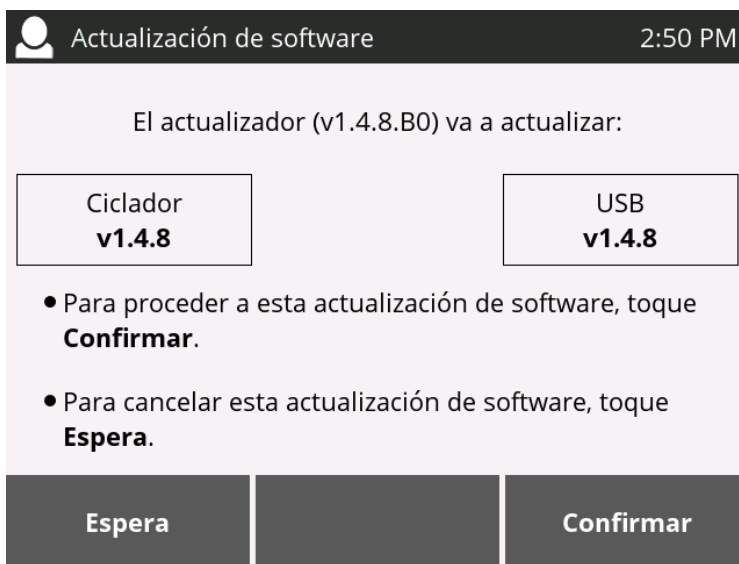 Actualización de software 2:50 PM
El actualizador (v1.4.8.B0) va a actualizar:
Ciclador USB
v1.4.8 v1.4.8
• Para proceder a esta actualización de software, toque
Confirmar.
• Para cancelar esta actualización de software, toque
Espera.
Espera Confirmar